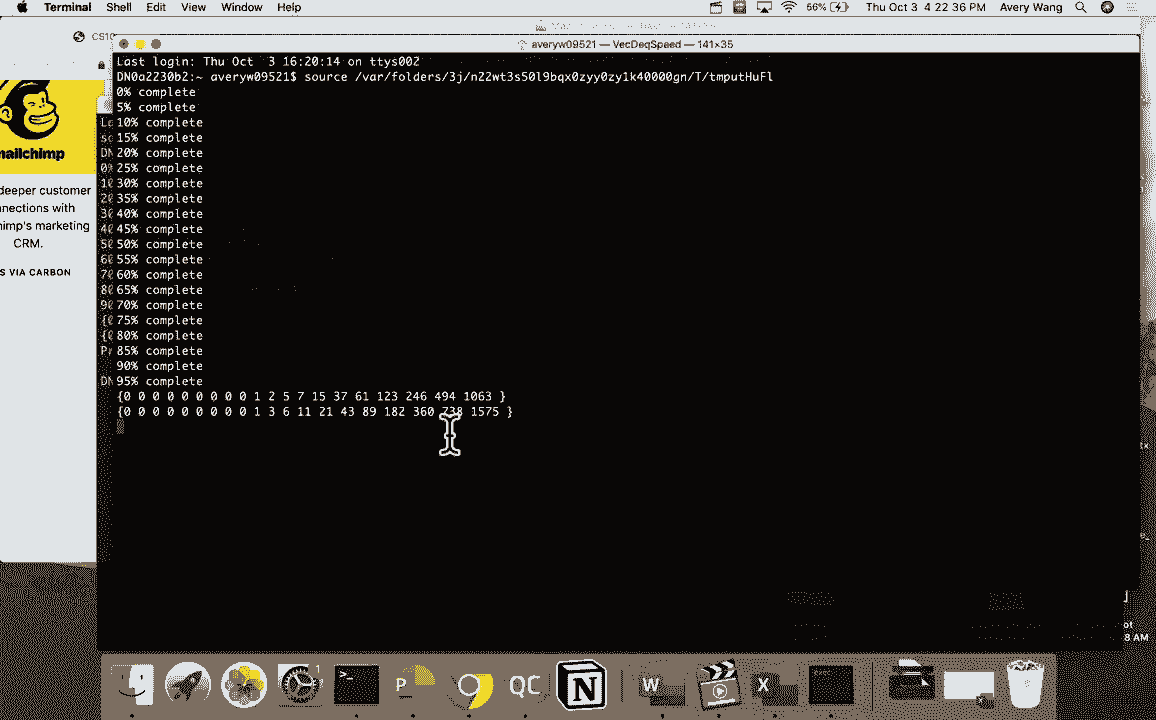 Terminal Shell Edit View Window Help 56% Thu Oct 3 4 22 36 PM Avery Wang
CS10
averyw09521 — VecDeqSpeed — 141×35
Last login: Thu Oct 3 16:20:14 on ttys002
DN0a2230b2:~ averyw09521$ source /var/folders/3j/nZ2wt3s50l9bqx0zyy0zy1k40000gn/T/tmputHuFl
0% complete
5% complete
10% complete
15% complete
20% complete
25% complete
30% complete
35% complete
40% complete
45% complete
50% complete
55% complete
60% complete
65% complete
70% complete
75% complete
80% complete
85% complete
90% complete
95% complete
{0 0 0 0 0 0 0 0 0 1 2 5 7 15 37 61 123 246 494 1063 }
{0 0 0 0 0 0 0 0 0 1 3 6 11 21 43 89 182 360 738 1575 }
nailchimp
deeper customer
nnections with
himp's marketing
CRM.
S VIA CARBON
8 AM
QC
N
W
X
P